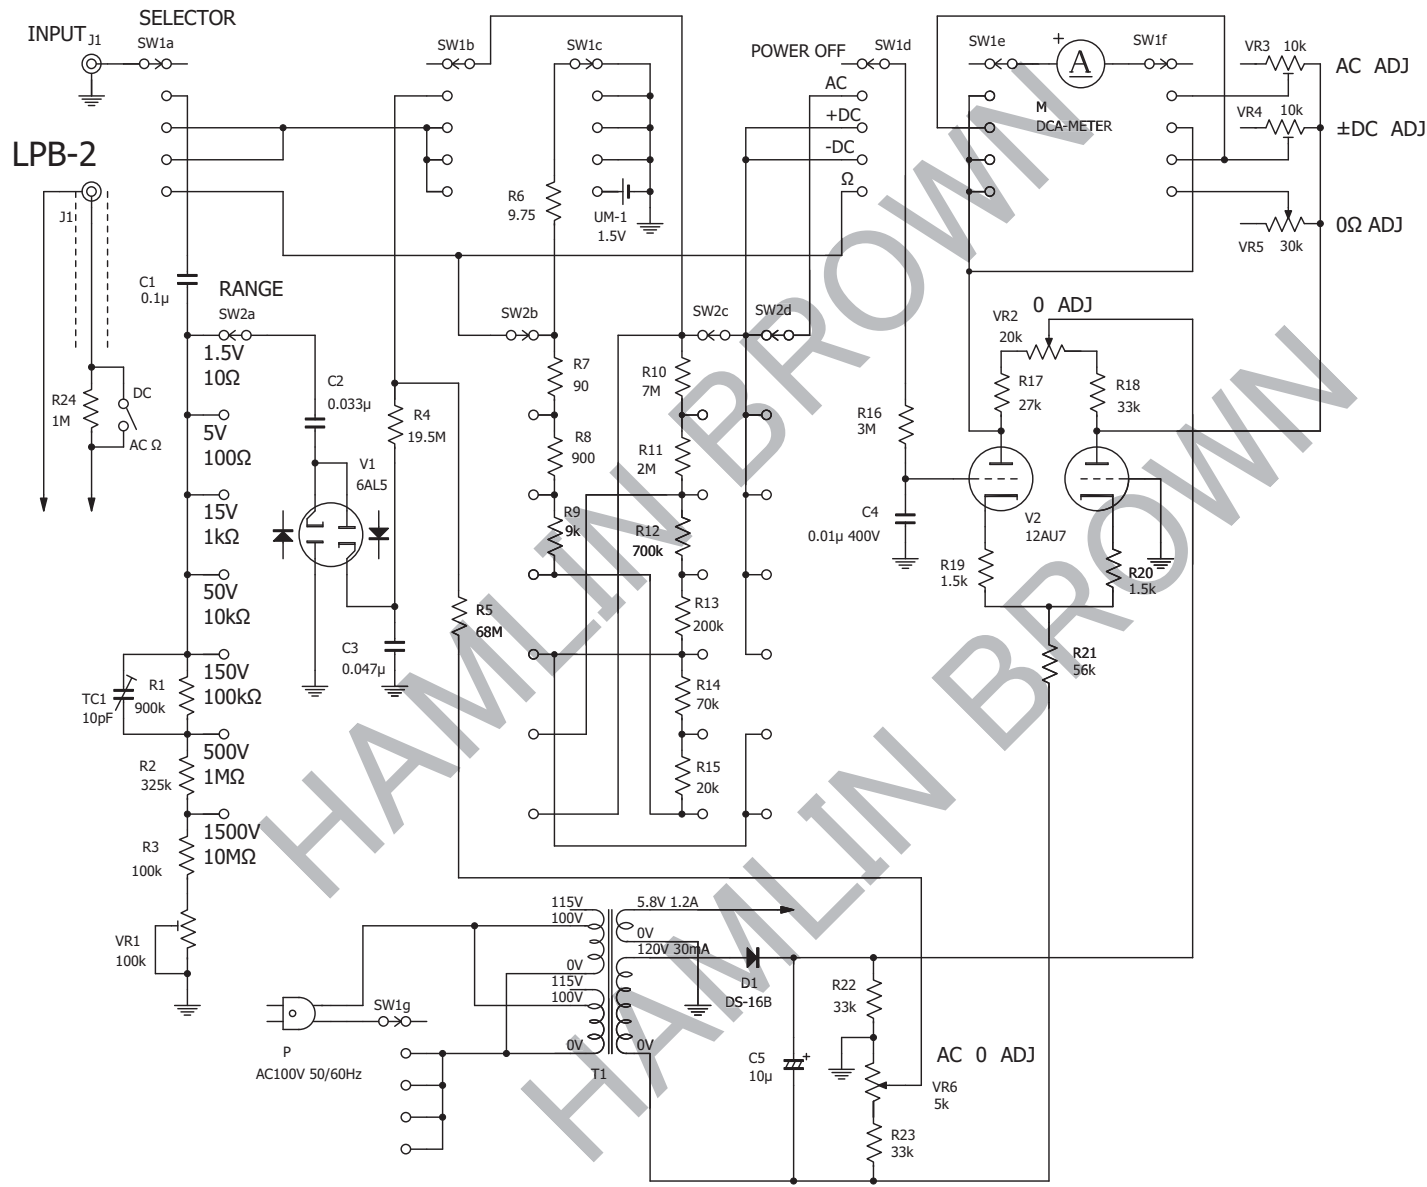 SELECTOR
INPUT J1
SW1a
SW1b
SW1c
POWER OFF
SW1d
SW1e
+
A
SW1f
VR3 10k
AC ADJ
AC
+DC
-DC
Ω
M
DCA-METER
VR4 10k
±DC ADJ
LPB-2
J1
R6
9.75
UM-1
1.5V
VR5 30k
0Ω ADJ
C1
0.1µ
RANGE
SW2a
SW2b
SW2c
SW2d
0 ADJ
VR2
20k
1.5V
10Ω
R24
1M
DC
AC Ω
C2
0.033µ
R4
19.5M
R7
90
R10
7M
R16
3M
R17
27k
R18
33k
5V
100Ω
V1
6AL5
R8
900
R11
2M
15V
1kΩ
R9
9k
R12
700k
C4
0.01µ 400V
V2
12AU7
R19
1.5k
R20
1.5k
50V
10kΩ
R5
68M
R13
200k
C3
0.047µ
R21
56k
150V
100kΩ
TC1
10pF
R1
900k
R14
70k
500V
1MΩ
R2
325k
R15
20k
1500V
10MΩ
R3
100k
VR1
100k
115V
100V
0V
115V
100V
0V
T1
5.8V 1.2A
0V
120V 30mA
0V
D1
DS-16B
R22
33k
SW1g
P
AC100V 50/60Hz
C5
10µ
+
AC 0 ADJ
VR6
5k
R23
33k
HAMLIN BROWN
HAMLIN BROWN